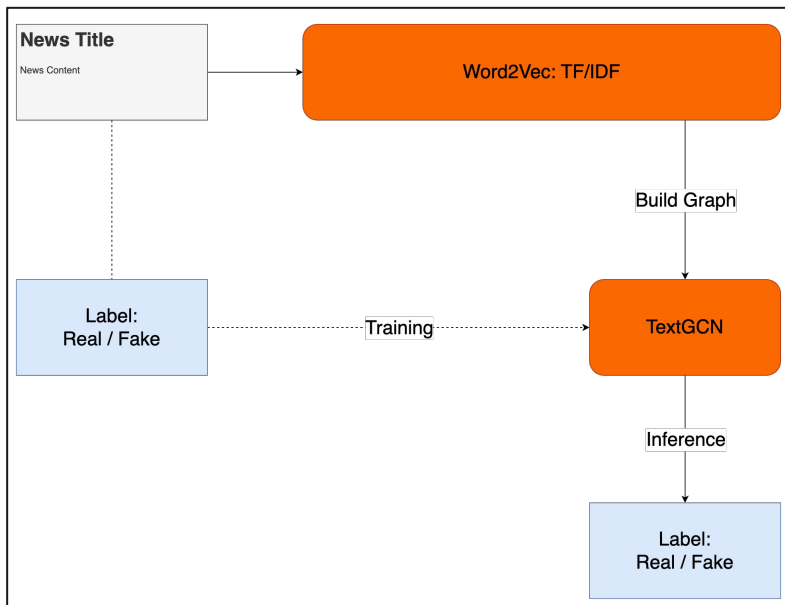 News Title
News Content
Word2Vec: TF/IDF
Build Graph
Label:
Real / Fake
Training
TextGCN
Inference
Label:
Real / Fake